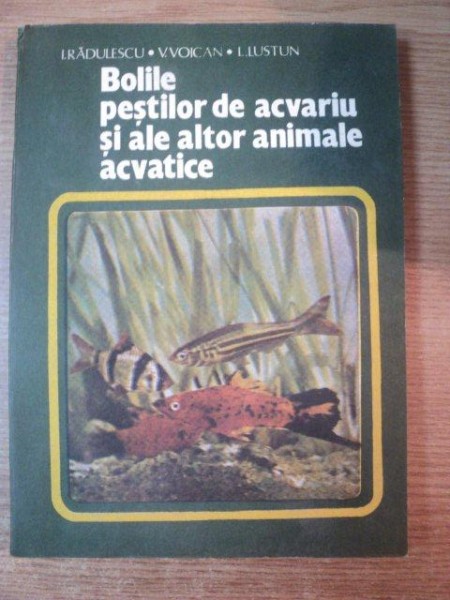 I.RĂDULESCU • V.VOICAN • L.LUSTUN
Bolile
peștilor de acvariu
și ale altor animale
acvatice